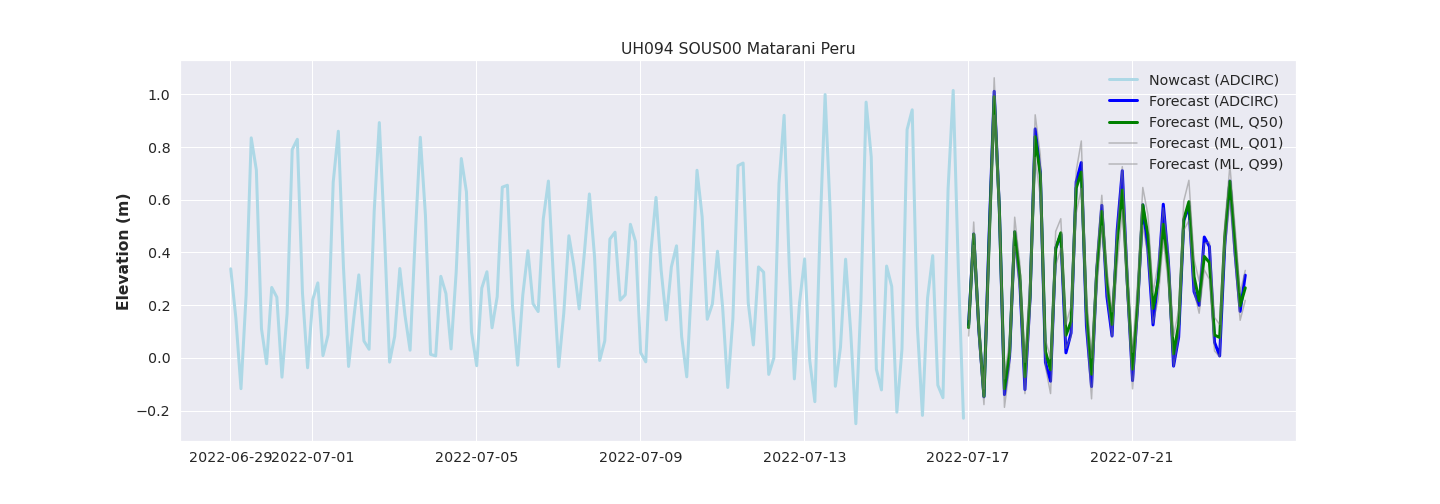 UH094 SOUS00 Matarani Peru
Nowcast (ADCIRC)
Forecast (ADCIRC)
Forecast (ML, Q50)
Forecast (ML, Q01)
Forecast (ML, Q99)
Elevation (m)
1.0
0.8
0.6
0.4
0.2
0.0
−0.2
2022-06-29
2022-07-01
2022-07-05
2022-07-09
2022-07-13
2022-07-17
2022-07-21